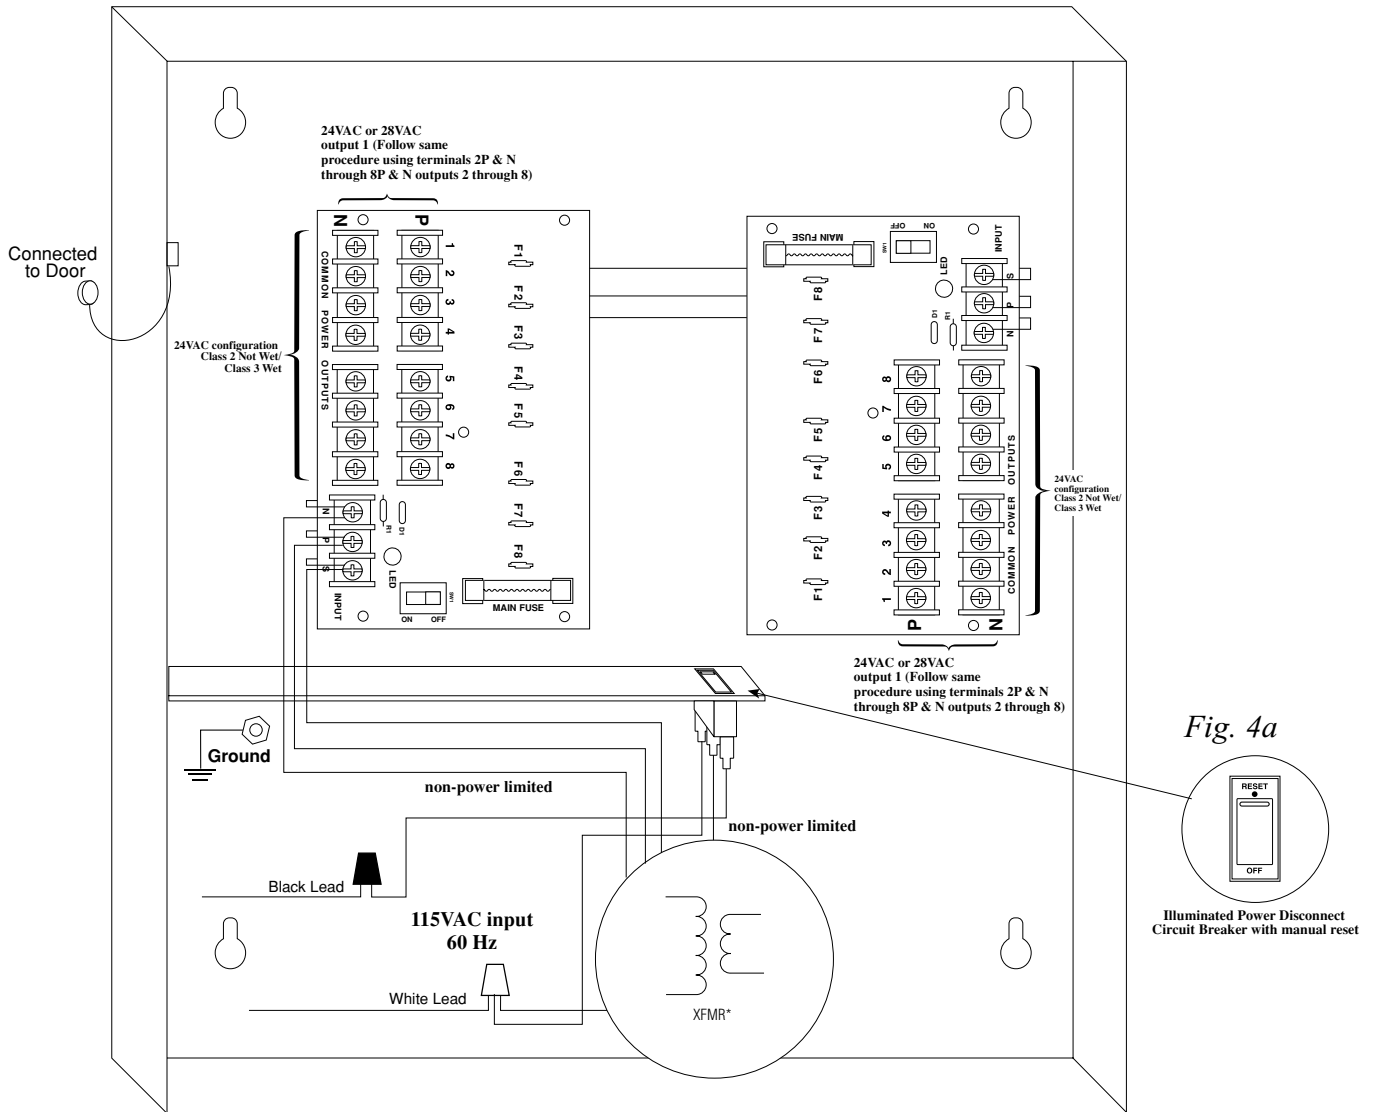 24VAC or 28VAC
output 1 (Follow same
procedure using terminals 2P & N
through 8P & N outputs 2 through 8)
Connected
to Door
24VAC configuration
Class 2 Not Wet/
Class 3 Wet
N
P
COMMON POWER OUTPUTS
1
2
3
4
5
6
7
8
F1
F2
F3
F4
F5
F6
F7
F8
N
P
S
INPUT
R1
D1
LED
SW1
ON OFF
MAIN FUSE
MAIN FUSE
OFF ON
SW1
INPUT
LED
S
P
N
D1
R1
F8
F7
F6
F5
F4
F3
F2
F1
8
7
6
5
4
3
2
1
COMMON POWER OUTPUTS
P
N
24VAC
configuration
Class 2 Not Wet/
Class 3 Wet
24VAC or 28VAC
output 1 (Follow same
procedure using terminals 2P & N
through 8P & N outputs 2 through 8)
Ground
non-power limited
non-power limited
Black Lead
115VAC input
60 Hz
White Lead
XFMR*
Fig. 4a
RESET
OFF
Illuminated Power Disconnect
Circuit Breaker with manual reset